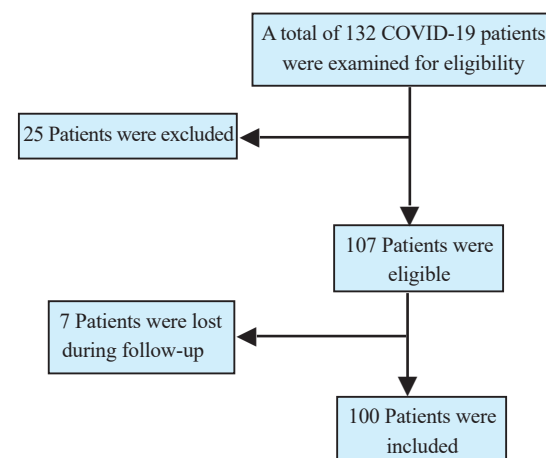 A total of 132 COVID-19 patients
were examined for eligibility
25 Patients were excluded
107 Patients were
eligible
7 Patients were lost
during follow-up
100 Patients were
included